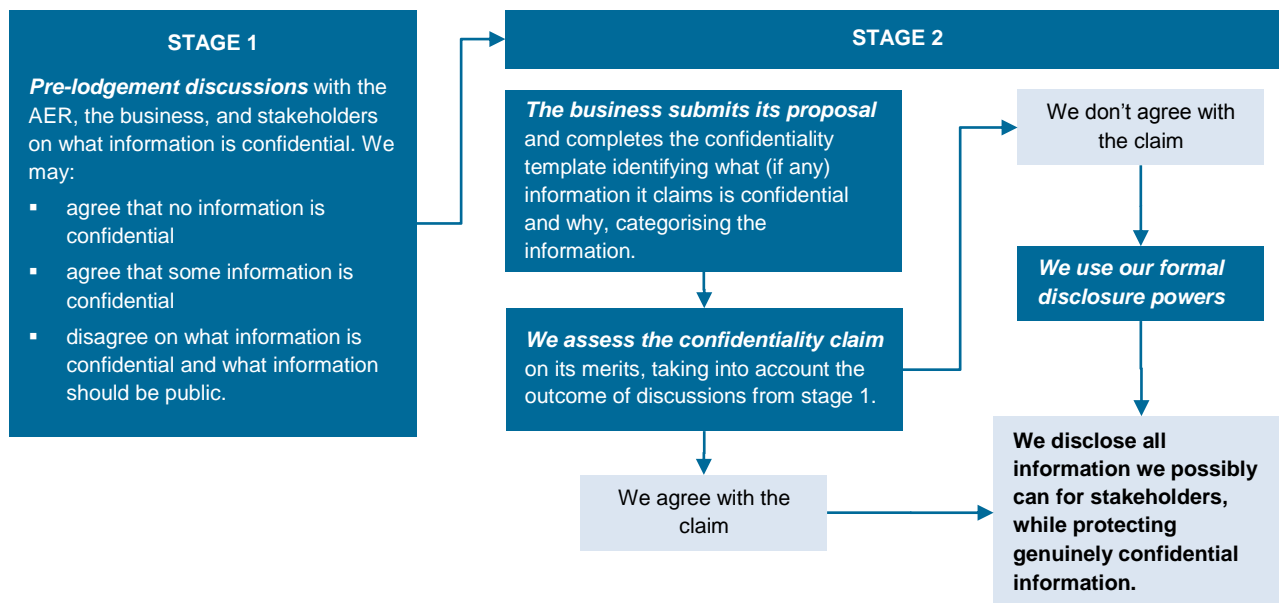 STAGE 1
Pre-lodgement discussions with the
AER, the business, and stakeholders
on what information is confidential. We
may:
▪ agree that no information is
confidential
▪ agree that some information is
confidential
▪ disagree on what information is
confidential and what information
should be public.
STAGE 2
The business submits its proposal
and completes the confidentiality
template identifying what (if any)
information it claims is confidential
and why, categorising the
information.
We assess the confidentiality claim
on its merits, taking into account the
outcome of discussions from stage 1.
We agree with the
claim
We don’t agree with
the claim
We use our formal
disclosure powers
We disclose all
information we possibly
can for stakeholders,
while protecting
genuinely confidential
information.